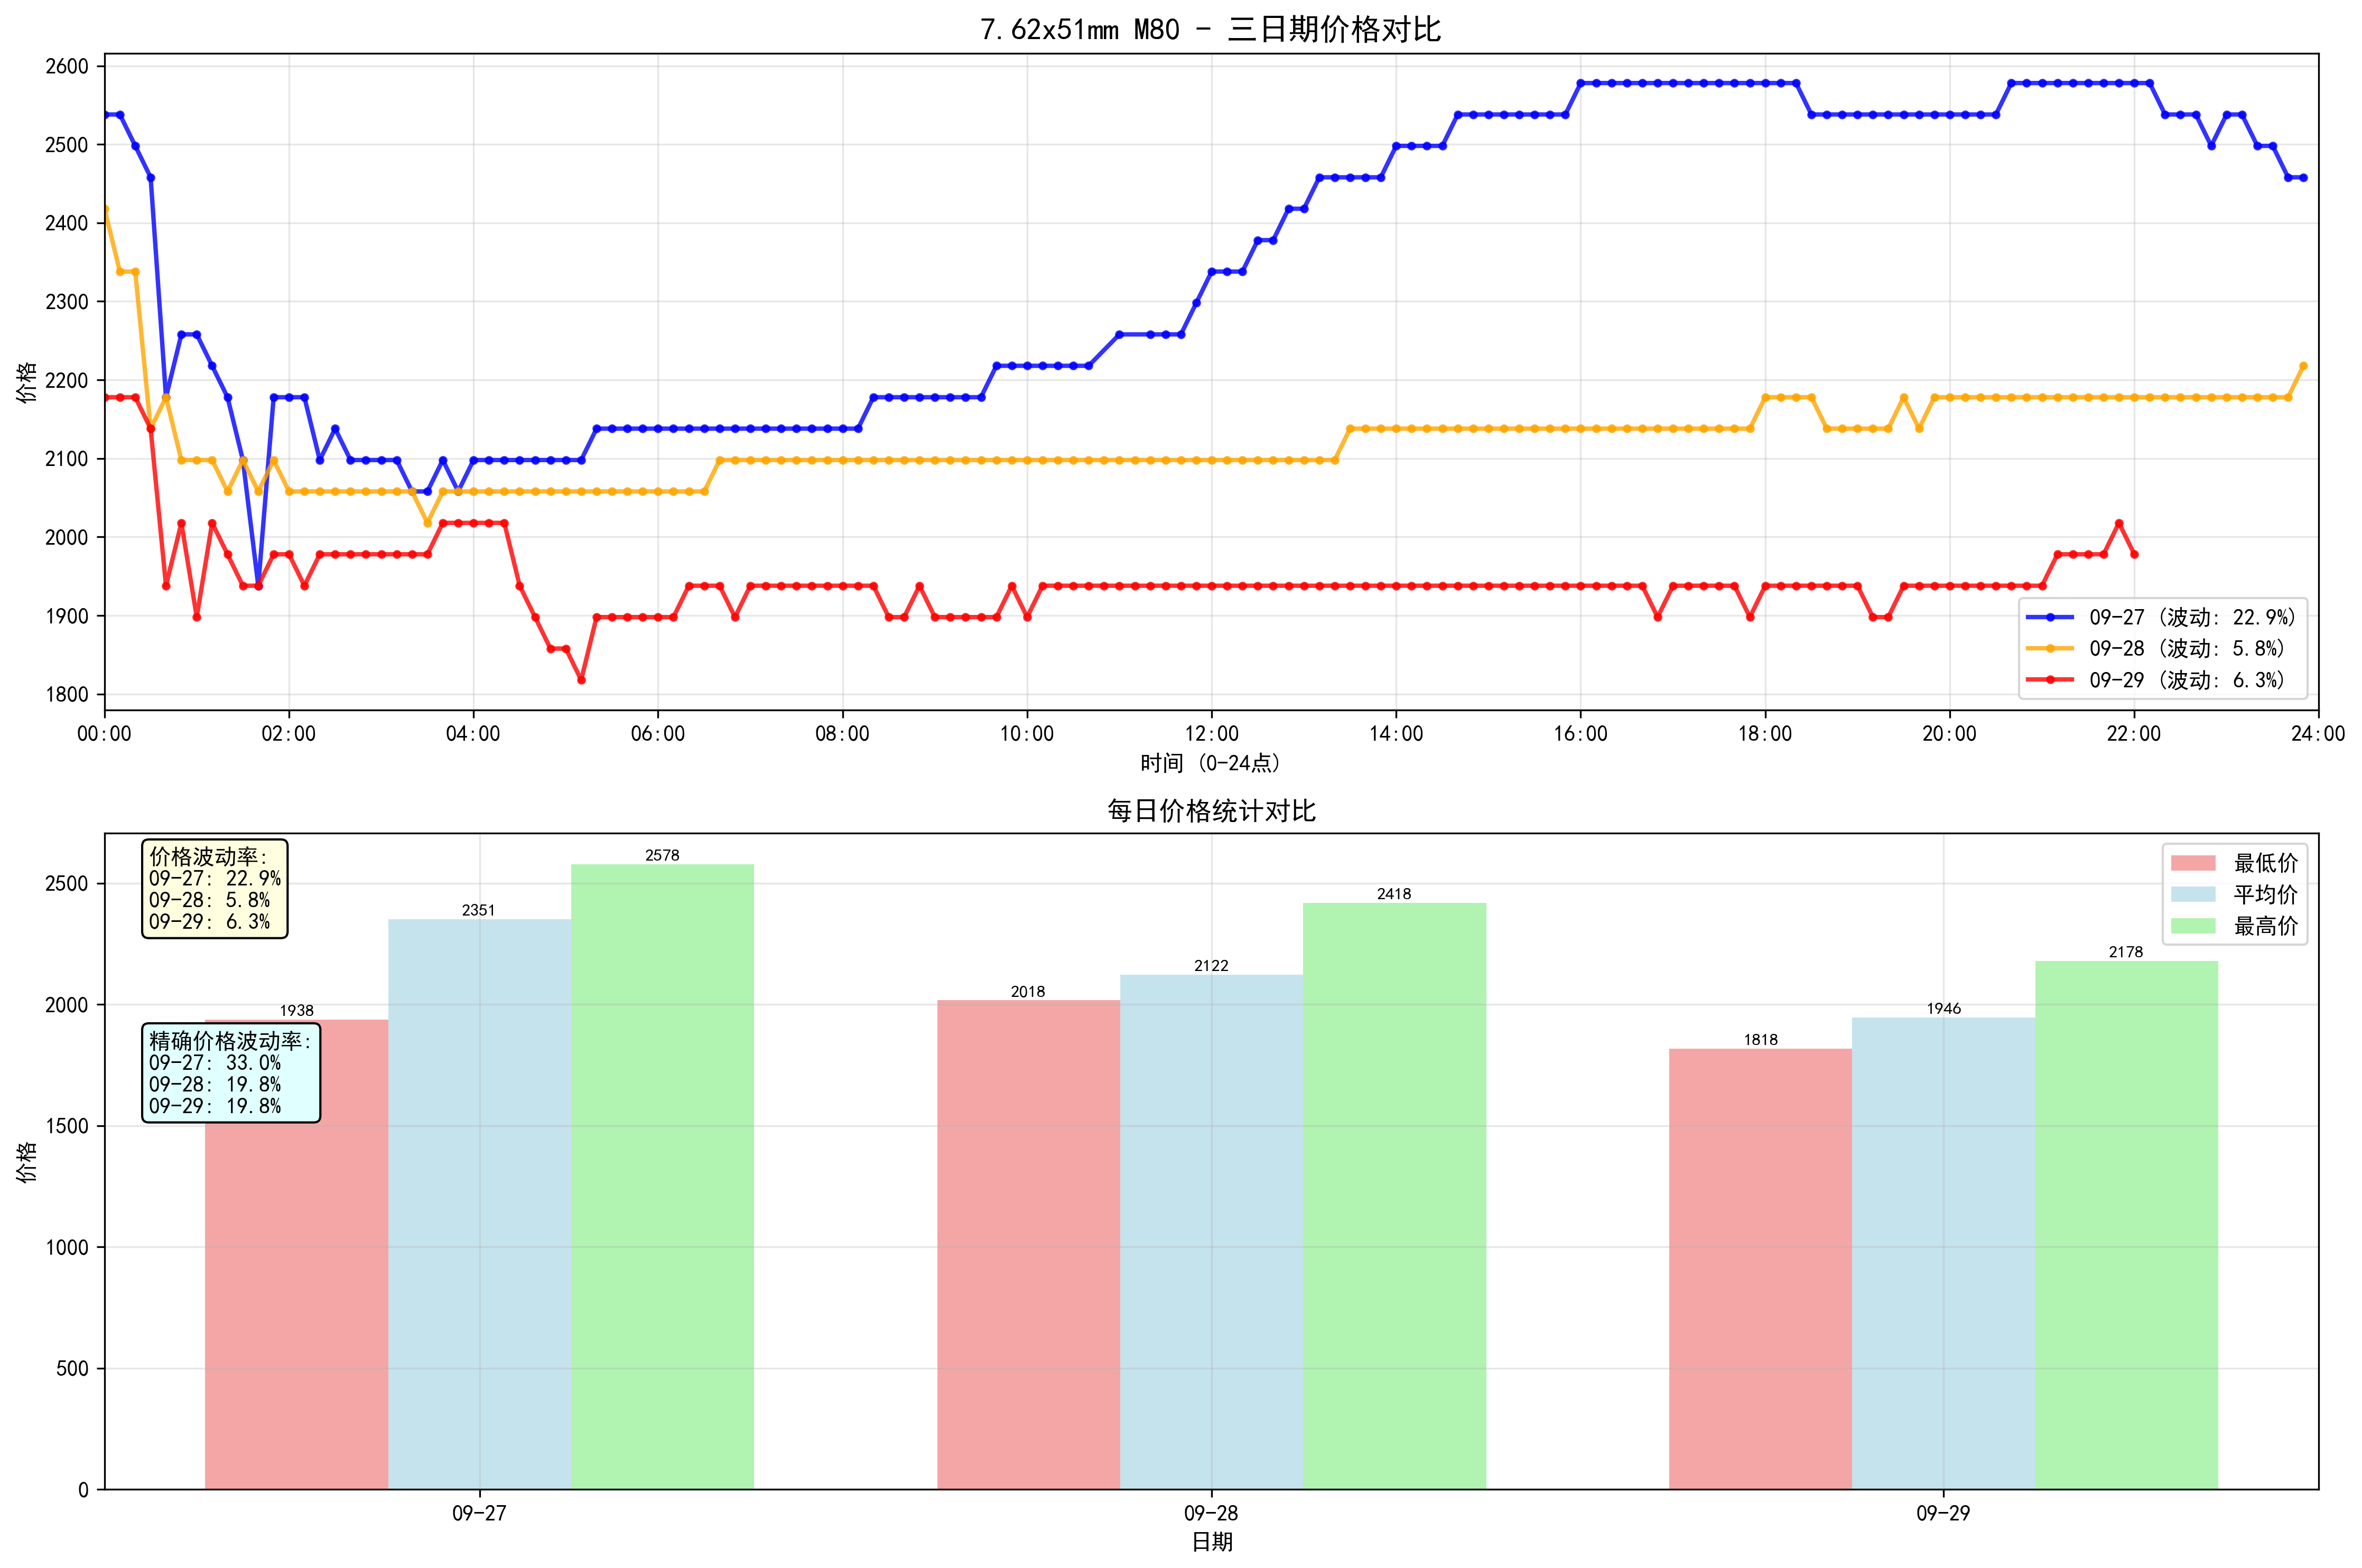 7.62x51mm M80 - 三日期价格对比
价格
2600
2500
2400
2300
2200
2100
2000
1900
1800
09-27 (波动: 22.9%)
09-28 (波动: 5.8%)
09-29 (波动: 6.3%)
00:00 02:00 04:00 06:00 08:00 10:00 12:00 14:00 16:00 18:00 20:00 22:00 24:00
时间 (0-24点)
每日价格统计对比
价格
2500
2000
1500
1000
500
0
价格波动率:
09-27: 22.9%
09-28: 5.8%
09-29: 6.3%
精确价格波动率:
09-27: 33.0%
09-28: 19.8%
09-29: 19.8%
1938 2351 2578
2018 2122 2418
1818 1946 2178
最低价
平均价
最高价
09-27 09-28 09-29
日期